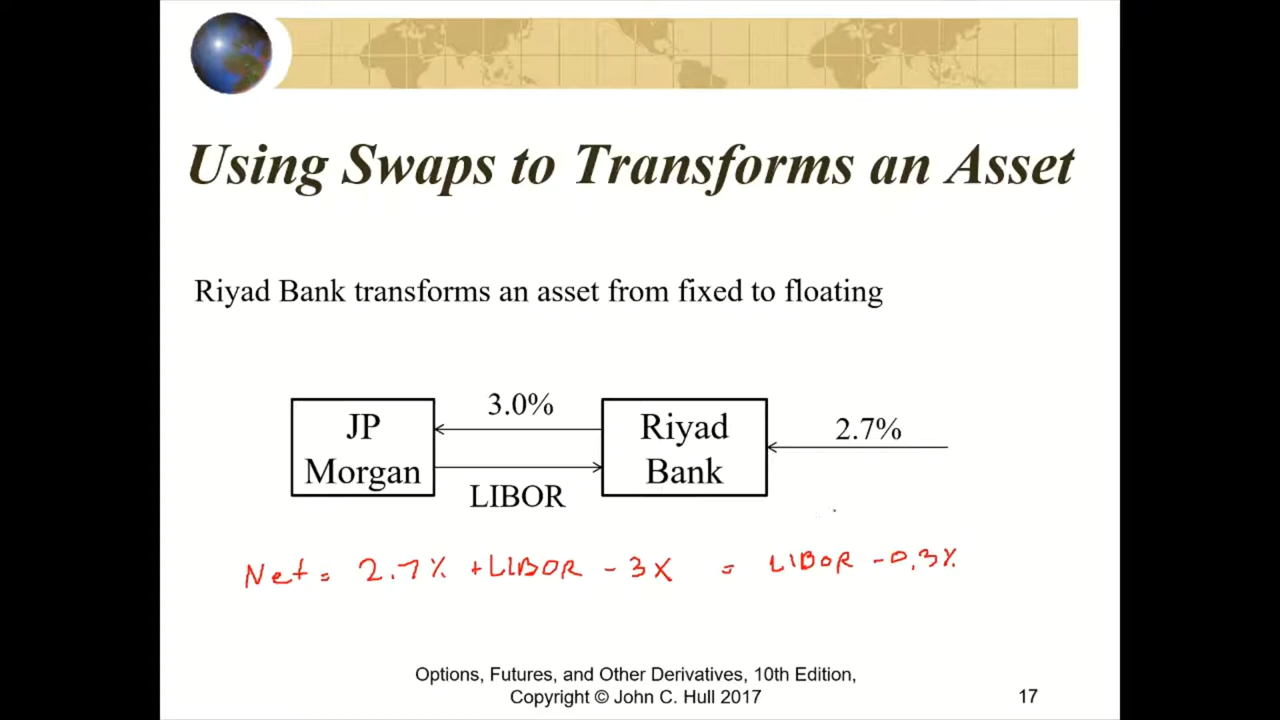 Using Swaps to Transforms an Asset
Riyad Bank transforms an asset from fixed to floating
JP
Morgan
3.0%
LIBOR
Riyad
Bank
2.7%
Net = 2.7% + LIBOR - 3% = LIBOR - 0.3%
Options, Futures, and Other Derivatives, 10th Edition,
Copyright © John C. Hull 2017
17